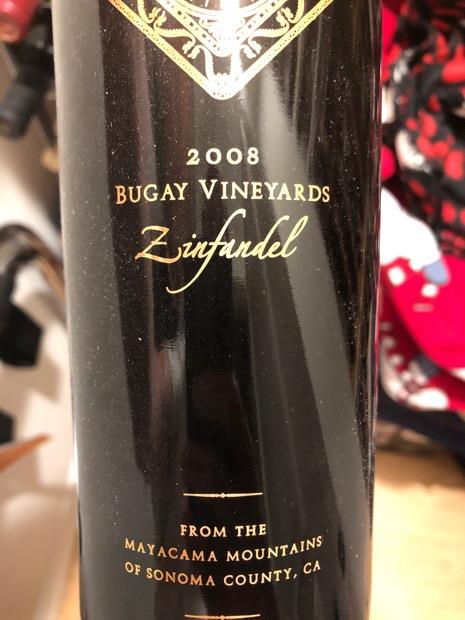 2008
BUGAY VINEYARDS
Zinfandel
FROM THE
MAYACAMA MOUNTAINS
OF SONOMA COUNTY, CA